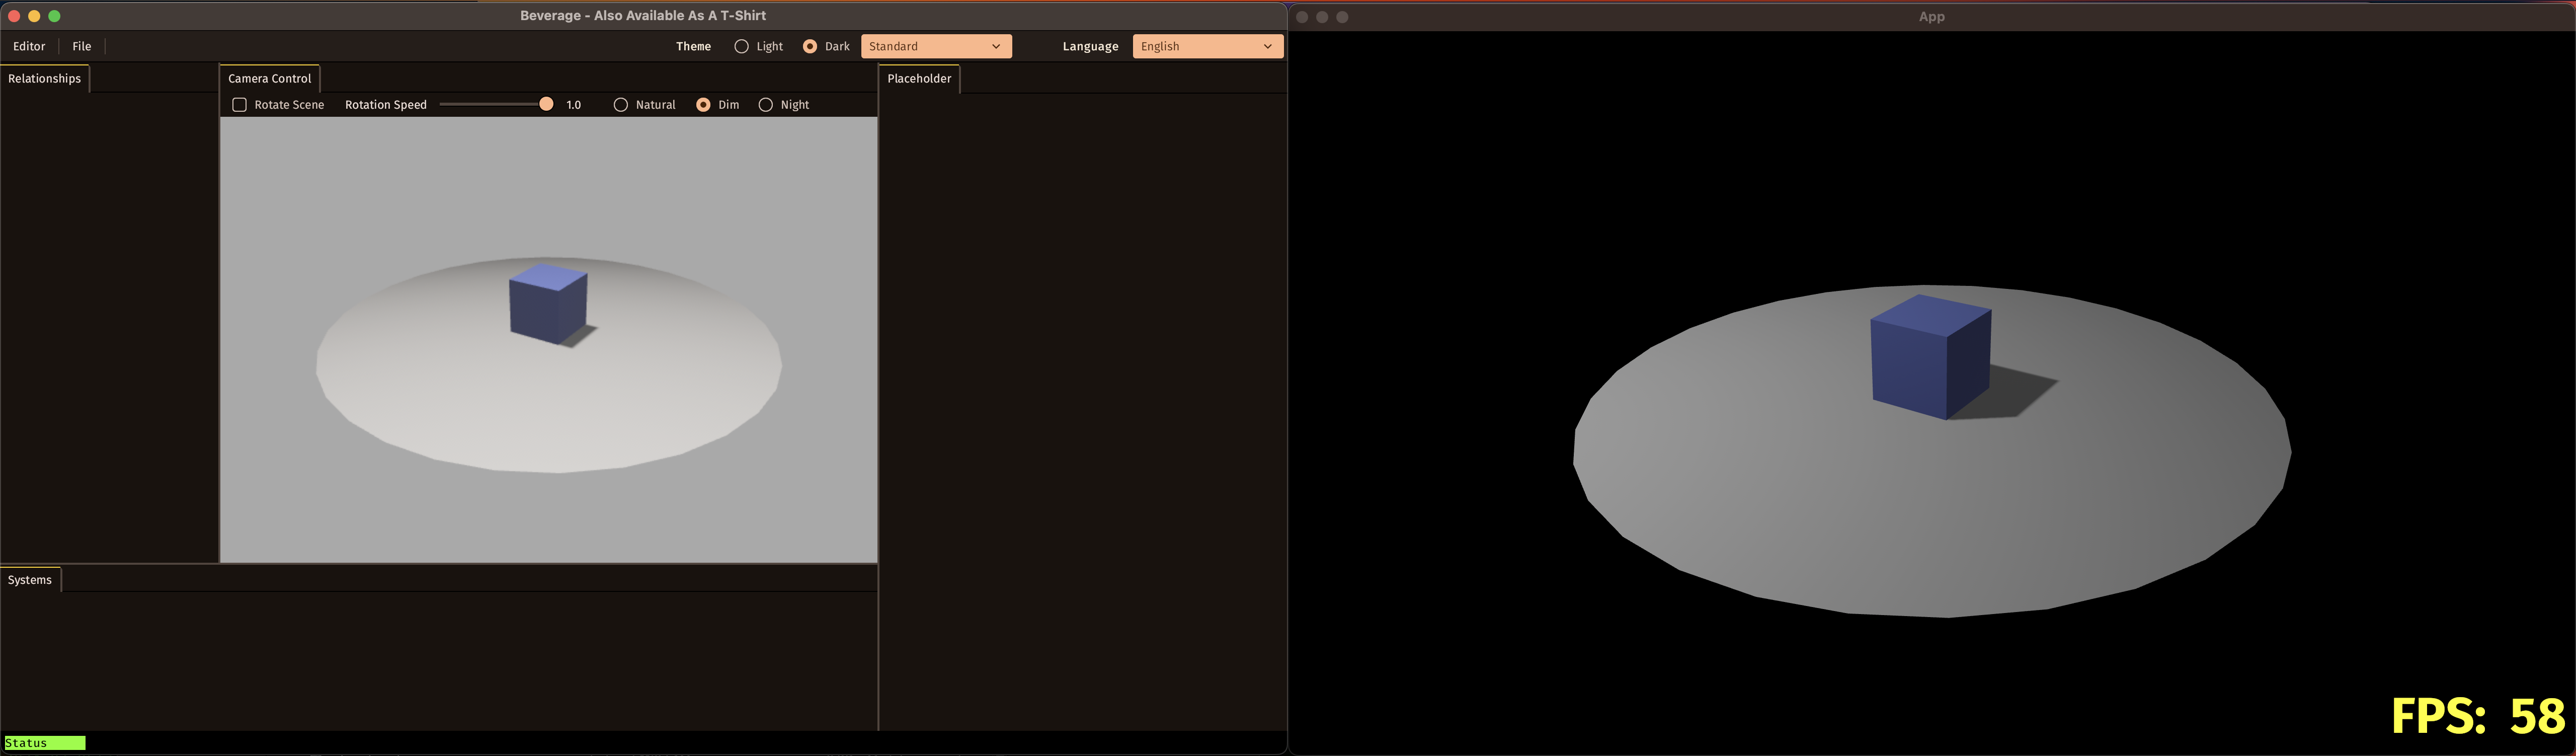 Beverage - Also Available As A T-Shirt
Editor File Theme Light Dark Standard Language English
Relationships
Camera Control
Rotate Scene Rotation Speed 1.0 Natural Dim Night
Systems
Status
Placeholder
App
FPS: 58